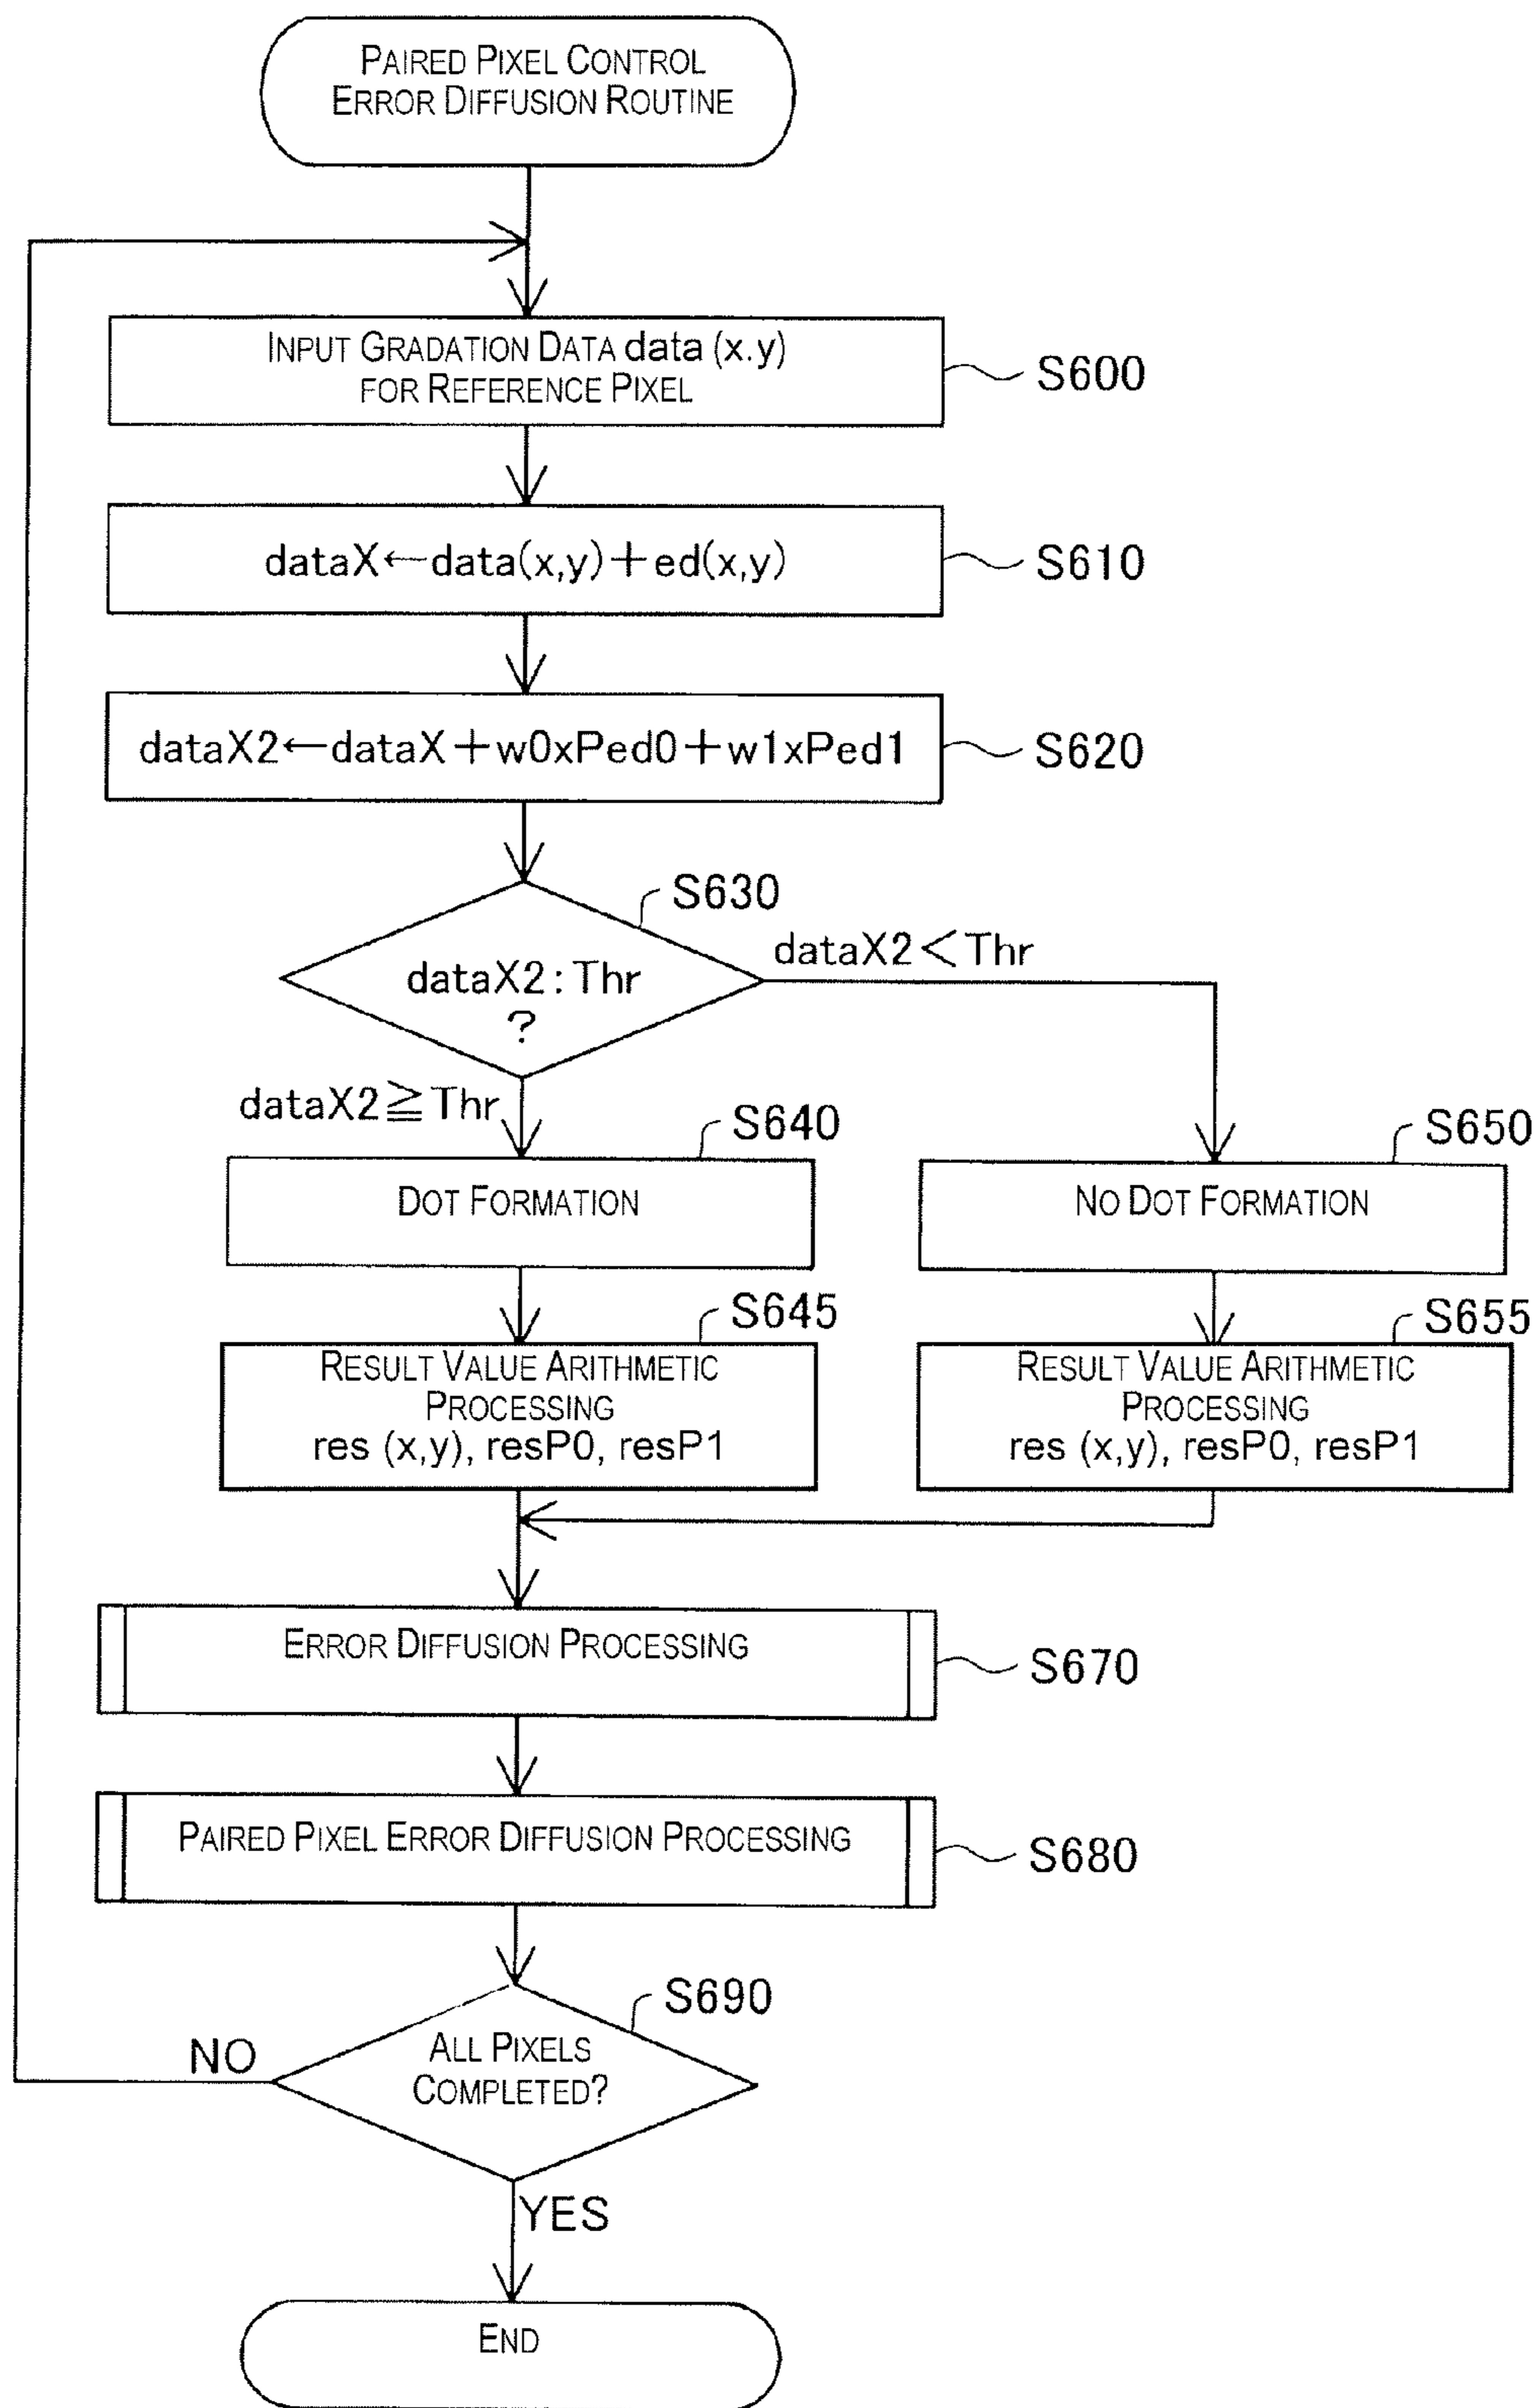 PAIRED PIXEL CONTROL
ERROR DIFFUSION ROUTINE
INPUT GRADATION DATA data (x.y)
FOR REFERENCE PIXEL
S600
dataX←data(x,y)+ed(x,y)
S610
dataX2←dataX+w0xPed0+w1xPed1
S620
S630
dataX2:Thr
?
dataX2<Thr
dataX2≧Thr
S640
DOT FORMATION
S650
NO DOT FORMATION
S645
RESULT VALUE ARITHMETIC
PROCESSING
res (x,y), resP0, resP1
S655
RESULT VALUE ARITHMETIC
PROCESSING
res (x,y), resP0, resP1
ERROR DIFFUSION PROCESSING
S670
PAIRED PIXEL ERROR DIFFUSION PROCESSING
S680
S690
ALL PIXELS
COMPLETED?
NO
YES
END